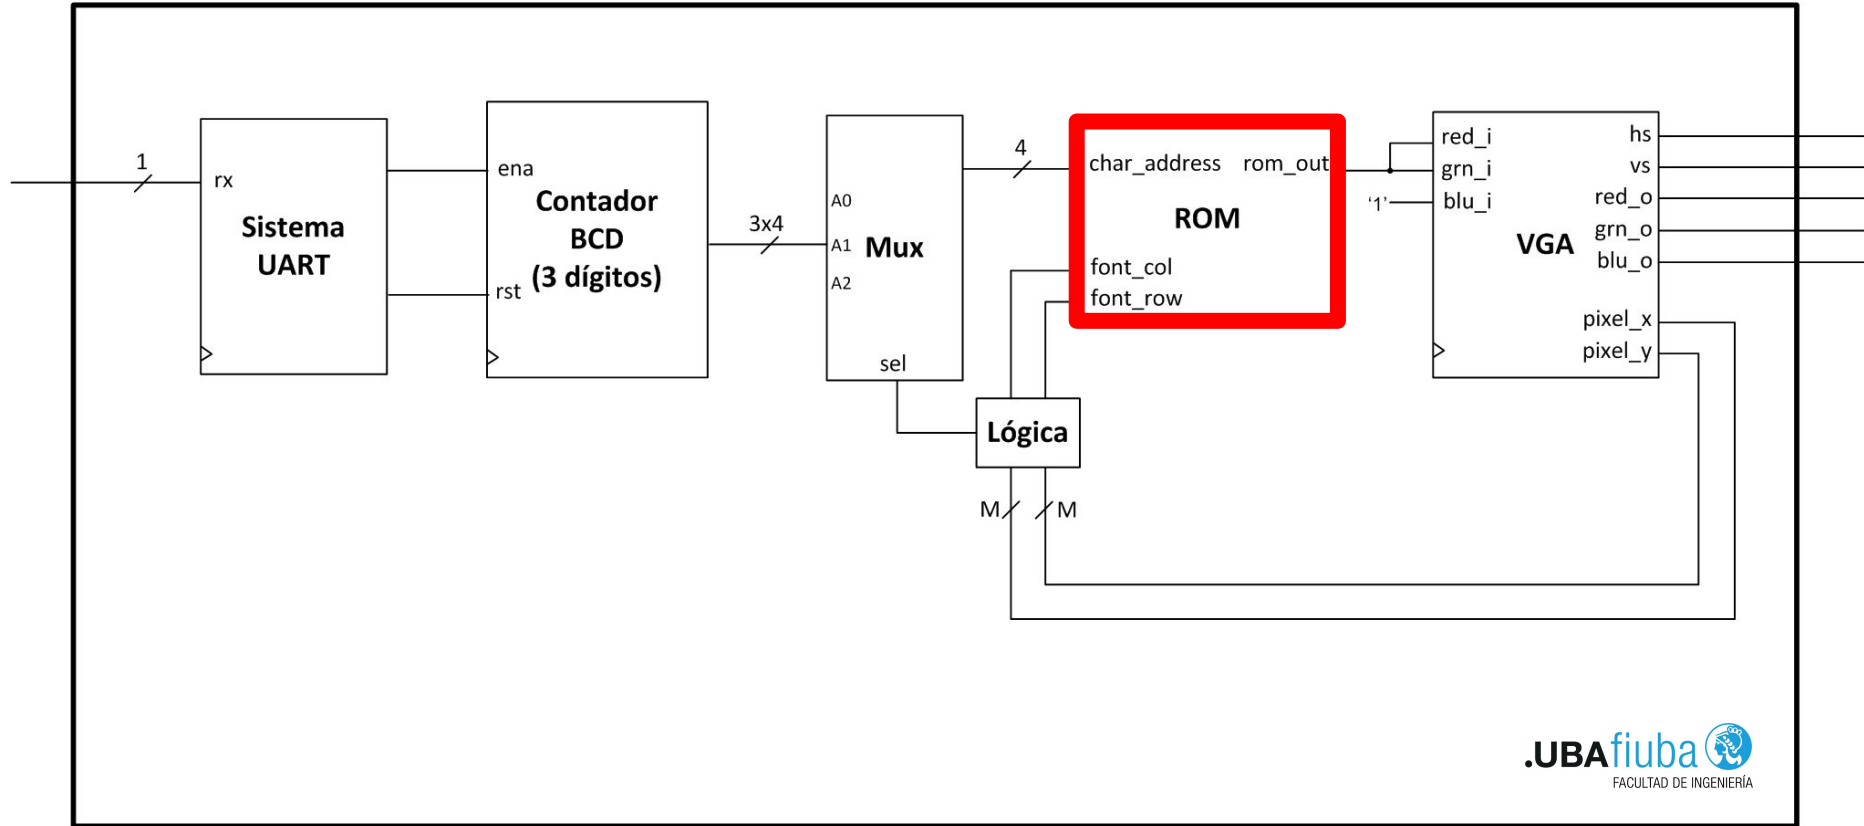 1
rx
Sistema
UART
ena
Contador
BCD
(3 dígitos)
rst
3x4
A0
A1
A2
Mux
sel
4
char_address rom_out
ROM
font_col
font_row
Lógica
M M
'1'
red_i
grn_i
blu_i
VGA
hs
vs
red_o
grn_o
blu_o
pixel_x
pixel_y
.UBAfiuba
FACULTAD DE INGENIERÍA